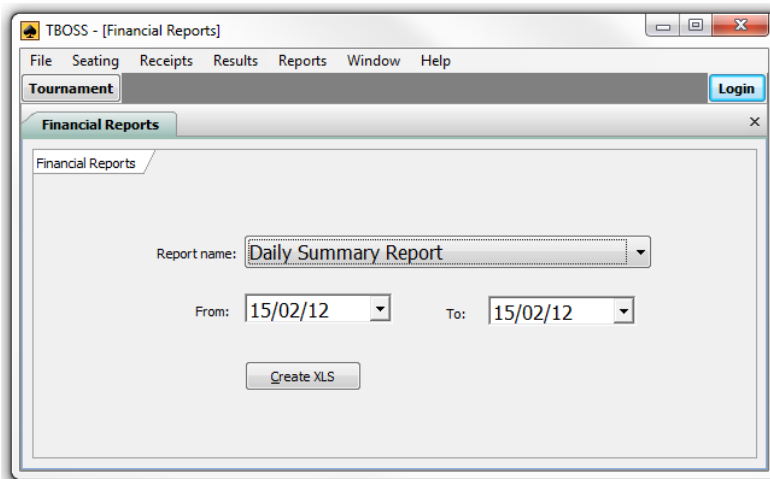 TBOSS - [Financial Reports]
File Seating Receipts Results Reports Window Help
Tournament Login
Financial Reports
Financial Reports
Report name: Daily Summary Report
From: 15/02/12 To: 15/02/12
Create XLS